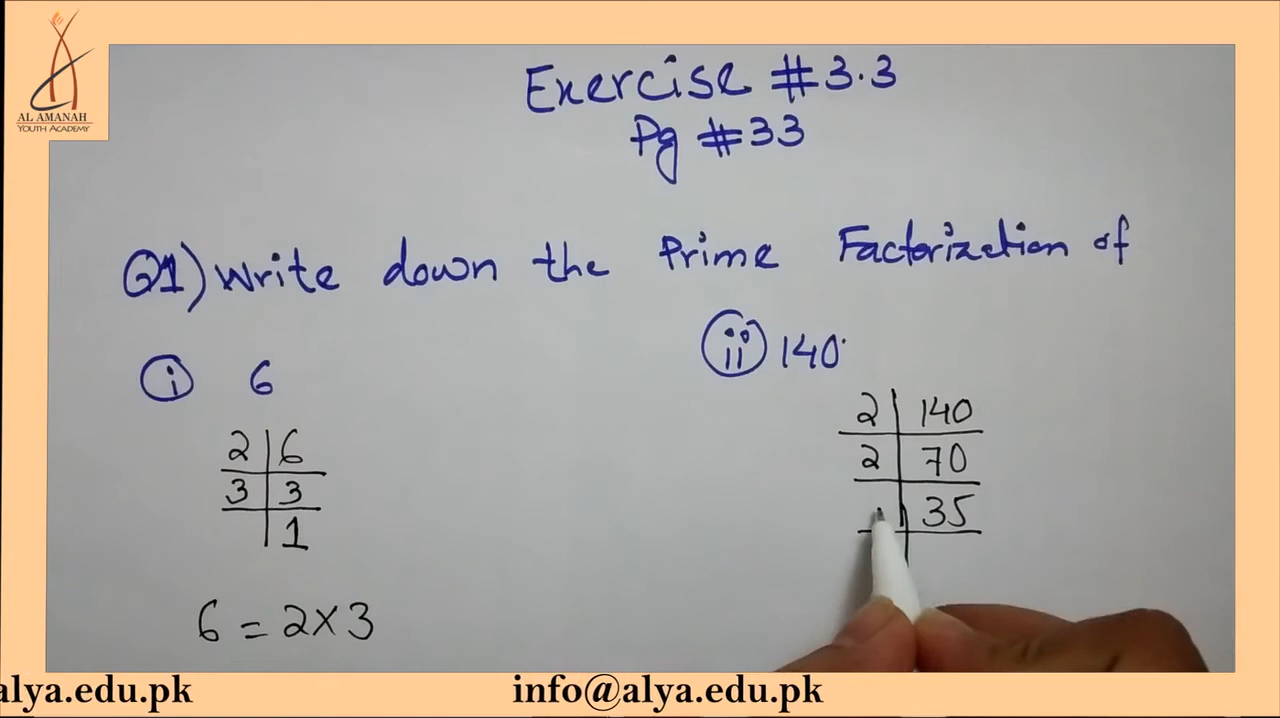 AL AMANAH
YOUTH ACADEMY
Exercise #3.3
Pg #33
Q1) Write down the Prime Factorization of
i 6
2 | 6
3 | 3
1
6 = 2 × 3
ii 140
2 | 140
2 | 70
35
alya.edu.pk
info@alya.edu.pk